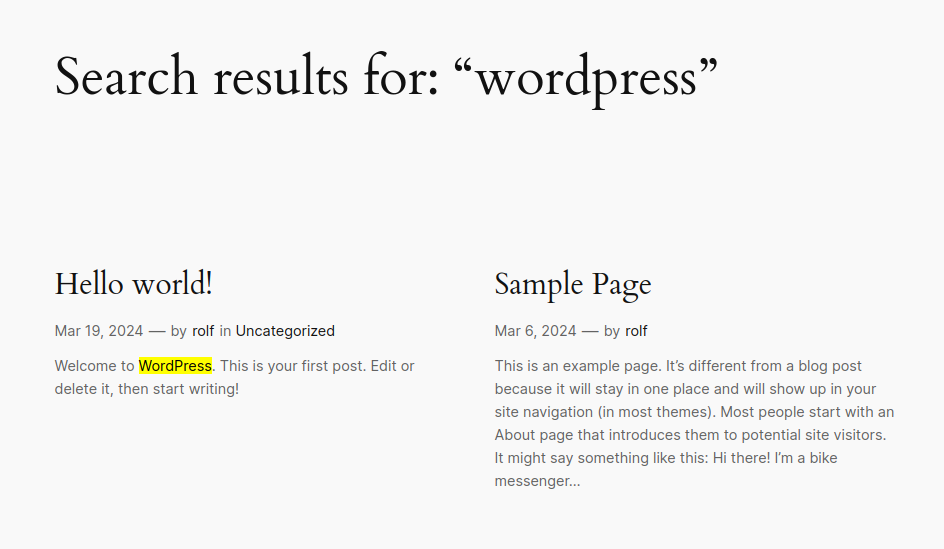 Search results for: “wordpress”
Hello world!
Mar 19, 2024 — by rolf in Uncategorized
Welcome to WordPress. This is your first post. Edit or
delete it, then start writing!
Sample Page
Mar 6, 2024 — by rolf
This is an example page. It’s different from a blog post
because it will stay in one place and will show up in your
site navigation (in most themes). Most people start with an
About page that introduces them to potential site visitors.
It might say something like this: Hi there! I’m a bike
messenger…